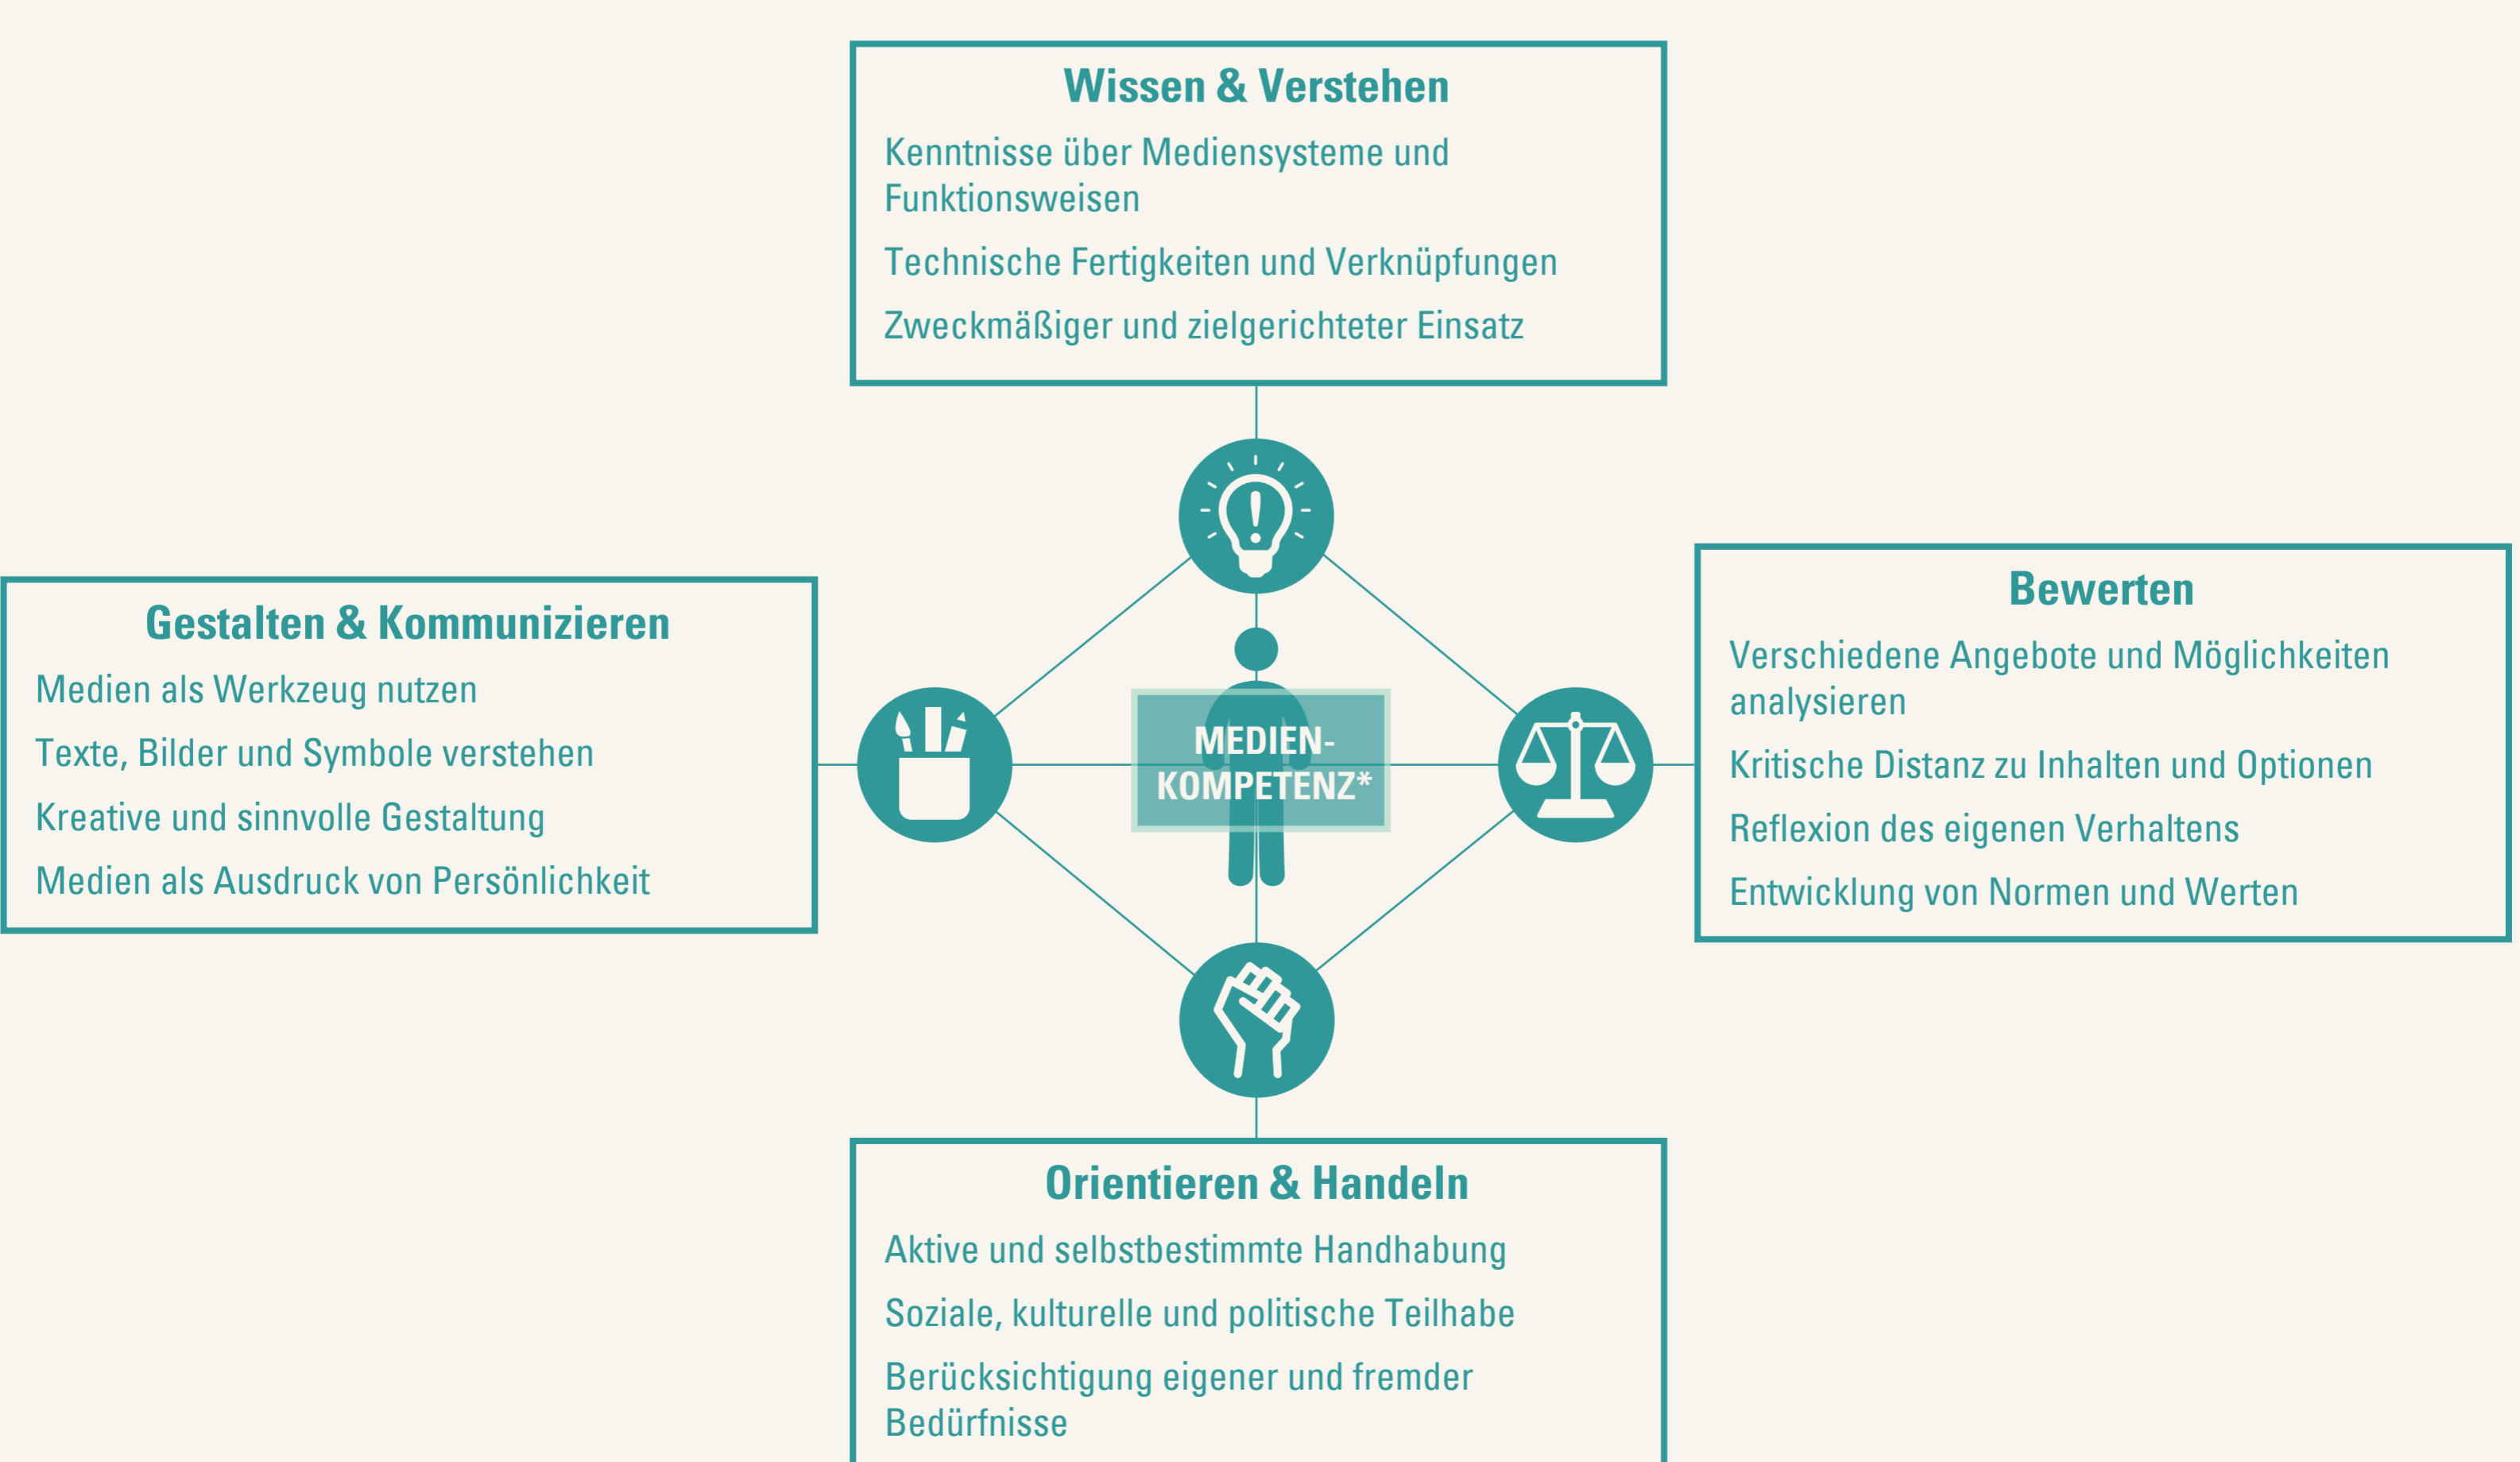 Wissen & Verstehen
Kenntnisse über Mediensysteme und
Funktionsweisen
Technische Fertigkeiten und Verknüpfungen
Zweckmäßiger und zielgerichteter Einsatz
Gestalten & Kommunizieren
Medien als Werkzeug nutzen
Texte, Bilder und Symbole verstehen
Kreative und sinnvolle Gestaltung
Medien als Ausdruck von Persönlichkeit
MEDIEN-
KOMPETENZ*
Bewerten
Verschiedene Angebote und Möglichkeiten
analysieren
Kritische Distanz zu Inhalten und Optionen
Reflexion des eigenen Verhaltens
Entwicklung von Normen und Werten
Orientieren & Handeln
Aktive und selbstbestimmte Handhabung
Soziale, kulturelle und politische Teilhabe
Berücksichtigung eigener und fremder
Bedürfnisse